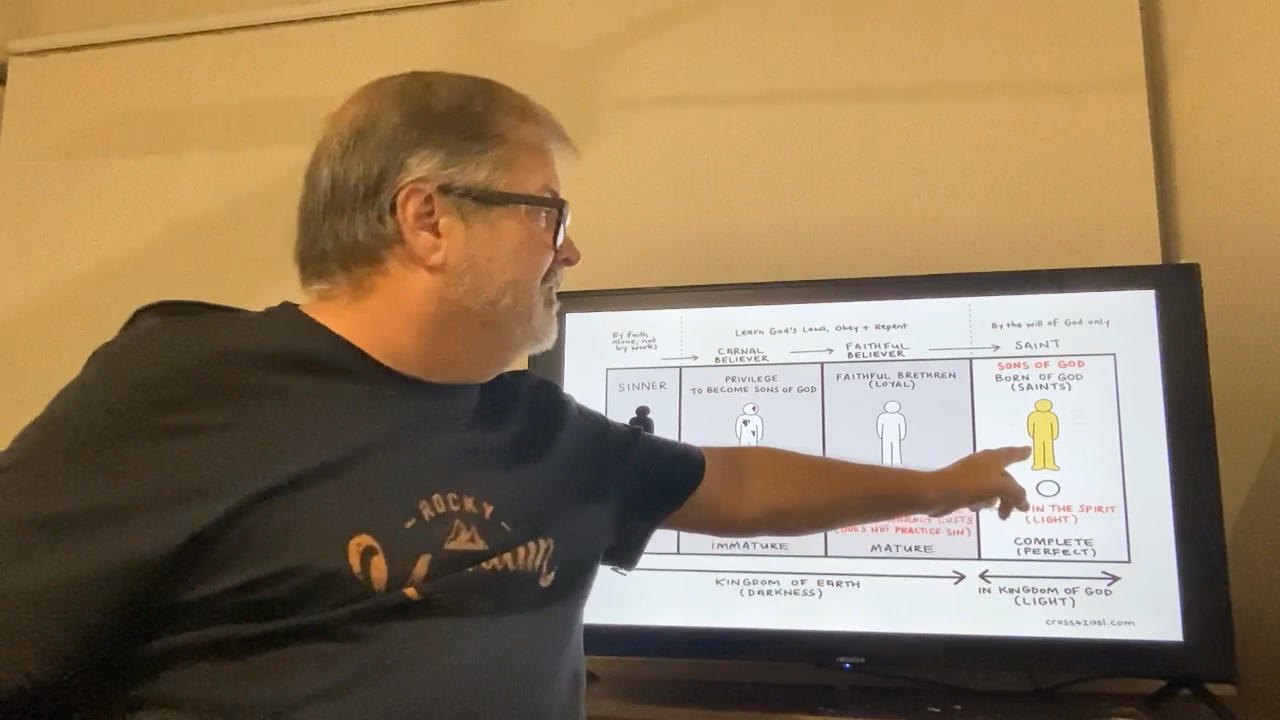 By faith
alone, not
by works
Learn God's Laws, Obey + Repent
By the will of God only
CARNAL
BELIEVER
FAITHFUL
BELIEVER
SAINT
SINNER
PRIVILEGE
TO BECOME SONS OF GOD
FAITHFUL BRETHREN
(LOYAL)
SONS OF GOD
BORN OF GOD
(SAINTS)
LUSTS
(DOES NOT PRACTICE SIN)
IN THE SPIRIT
(LIGHT)
IMMATURE
MATURE
COMPLETE
(PERFECT)
KINGDOM OF EARTH
(DARKNESS)
IN KINGDOM OF GOD
(LIGHT)
cross42asl.com
HITACHI
- ROCKY -